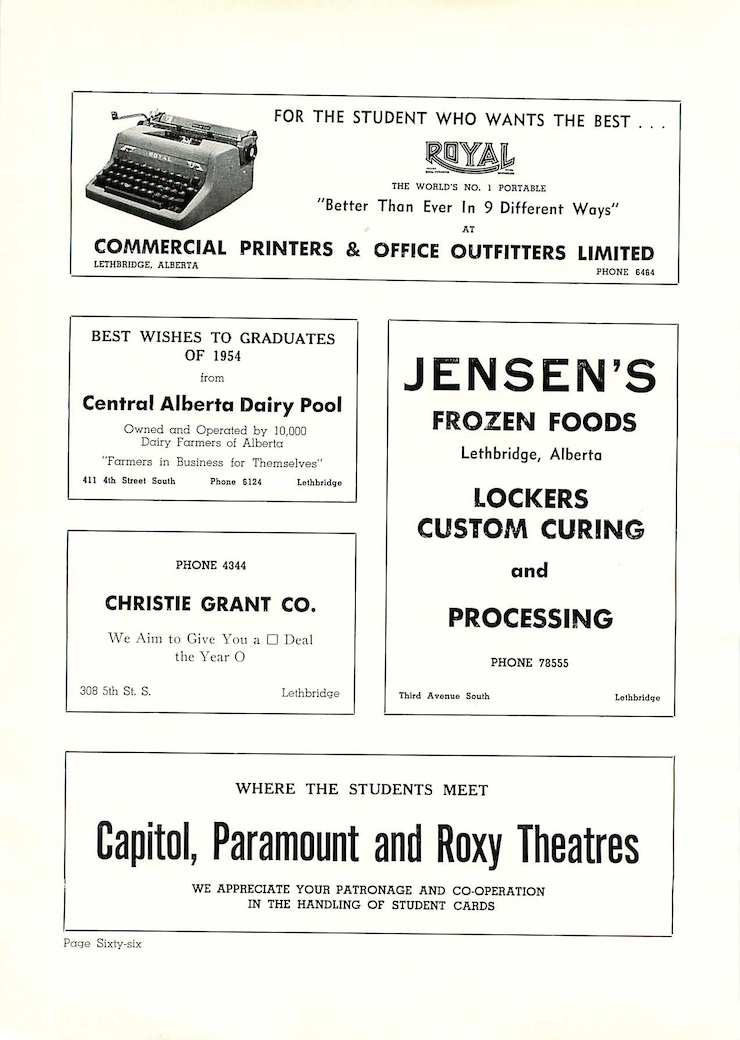 FOR THE STUDENT WHO WANTS THE BEST . . .
ROYAL
THE WORLD'S NO. 1 PORTABLE
"Better Than Ever In 9 Different Ways"
AT
COMMERCIAL PRINTERS & OFFICE OUTFITTERS LIMITED
LETHBRIDGE, ALBERTA
PHONE 6464
BEST WISHES TO GRADUATES
OF 1954
from
Central Alberta Dairy Pool
Owned and Operated by 10,000
Dairy Farmers of Alberta
"Farmers in Business for Themselves"
411 4th Street South Phone 6124 Lethbridge
PHONE 4344
CHRISTIE GRANT CO.
We Aim to Give You a □ Deal
the Year O
308 5th St. S. Lethbridge
JENSEN'S
FROZEN FOODS
Lethbridge, Alberta
LOCKERS
CUSTOM CURING
and
PROCESSING
PHONE 78555
Third Avenue South Lethbridge
WHERE THE STUDENTS MEET
Capitol, Paramount and Roxy Theatres
WE APPRECIATE YOUR PATRONAGE AND CO-OPERATION
IN THE HANDLING OF STUDENT CARDS
Page Sixty-six